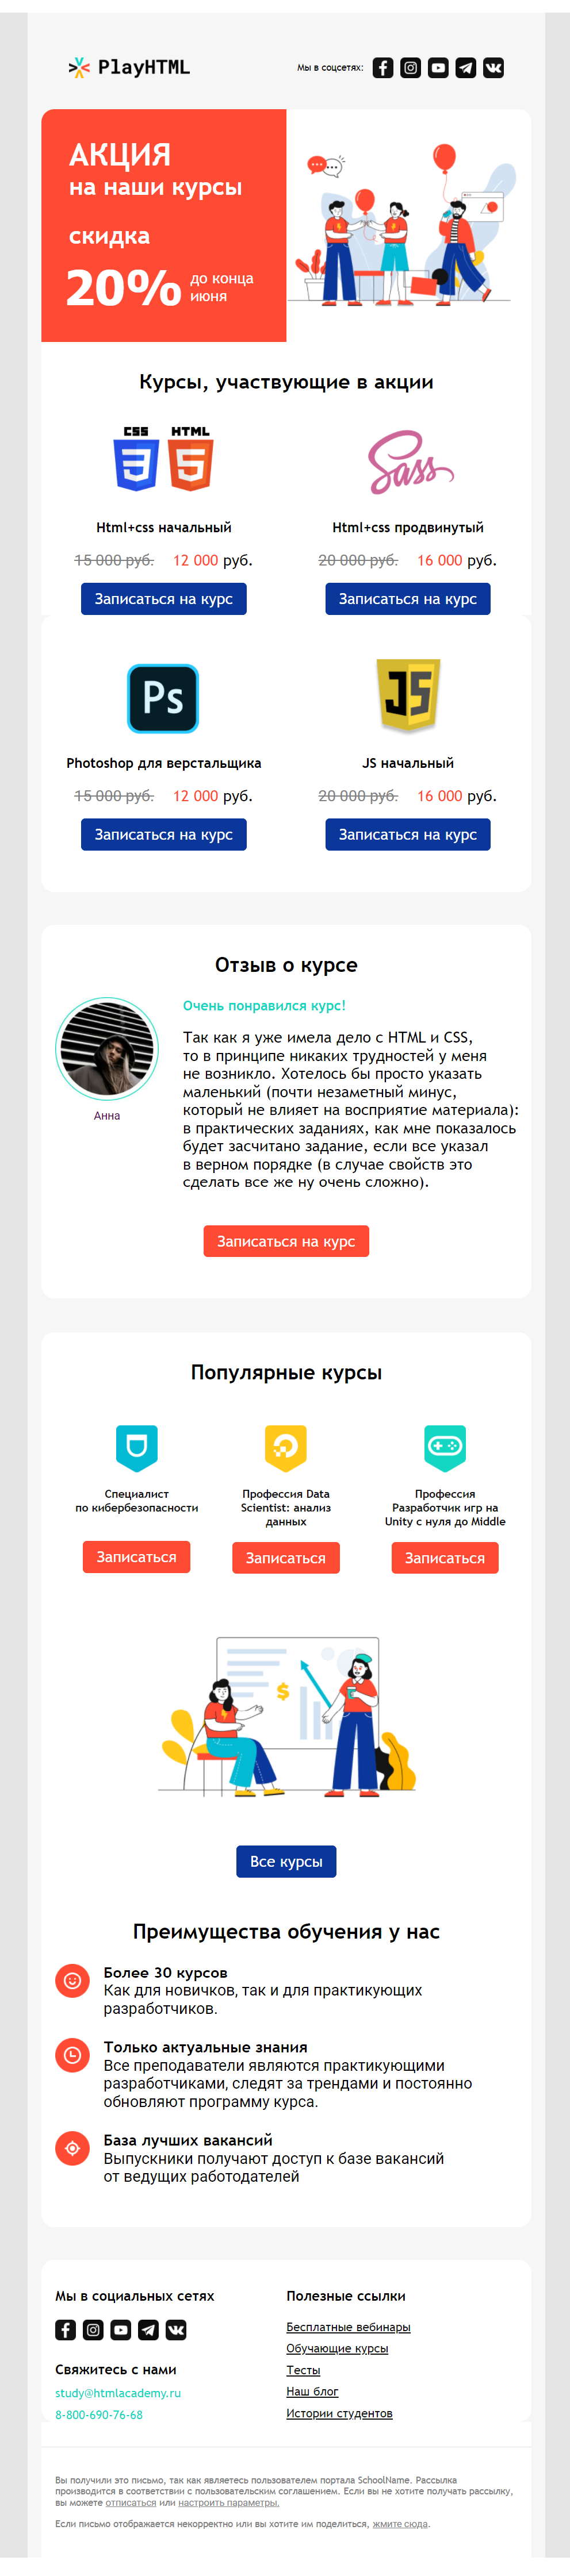 PlayHTML
Мы в соцсетях:
АКЦИЯ
на наши курсы
скидка
20%
до конца
июня
Курсы, участвующие в акции
CSS HTML
Sass
Html+css начальный
Html+css продвинутый
15 000 руб. 12 000 руб.
20 000 руб. 16 000 руб.
Записаться на курс
Записаться на курс
Ps
JS
Photoshop для верстальщика
JS начальный
15 000 руб. 12 000 руб.
20 000 руб. 16 000 руб.
Записаться на курс
Записаться на курс
Отзыв о курсе
Очень понравился курс!
Так как я уже имела дело с HTML и CSS,
то в принципе никаких трудностей у меня
не возникло. Хотелось бы просто указать
маленький (почти незаметный минус,
который не влияет на восприятие материала):
в практических заданиях, как мне показалось
будет засчитано задание, если все указал
в верном порядке (в случае свойств это
сделать все же ну очень сложно).
Анна
Записаться на курс
Популярные курсы
Специалист
по кибербезопасности
Профессия Data
Scientist: анализ
данных
Профессия
Разработчик игр на
Unity с нуля до Middle
Записаться
Записаться
Записаться
$
Все курсы
Преимущества обучения у нас
Более 30 курсов
Как для новичков, так и для практикующих
разработчиков.
Только актуальные знания
Все преподаватели являются практикующими
разработчиками, следят за трендами и постоянно
обновляют программу курса.
База лучших вакансий
Выпускники получают доступ к базе вакансий
от ведущих работодателей
Мы в социальных сетях
Свяжитесь с нами
study@htmlacademy.ru
8-800-690-76-68
Полезные ссылки
Бесплатные вебинары
Обучающие курсы
Тесты
Наш блог
Истории студентов
Вы получили это письмо, так как являетесь пользователем портала SchoolName. Рассылка
производится в соответствии с пользовательским соглашением. Если вы не хотите получать рассылку,
вы можете отписаться или настроить параметры.
Если письмо отображается некорректно или вы хотите им поделиться, жмите сюда.